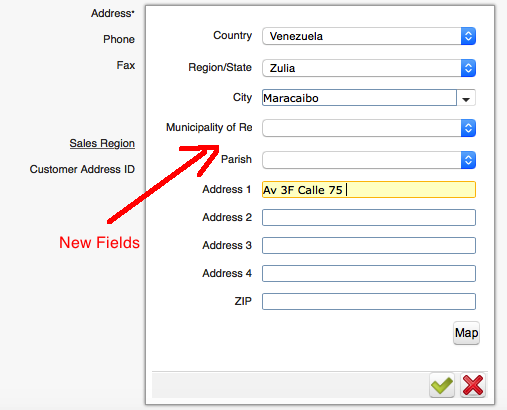 Address*
Phone
Fax
Sales Region
Customer Address ID
New Fields
Country Venezuela
Region/State Zulia
City Maracaibo
Municipality of Re
Parish
Address 1 Av 3F Calle 75
Address 2
Address 3
Address 4
ZIP
Map